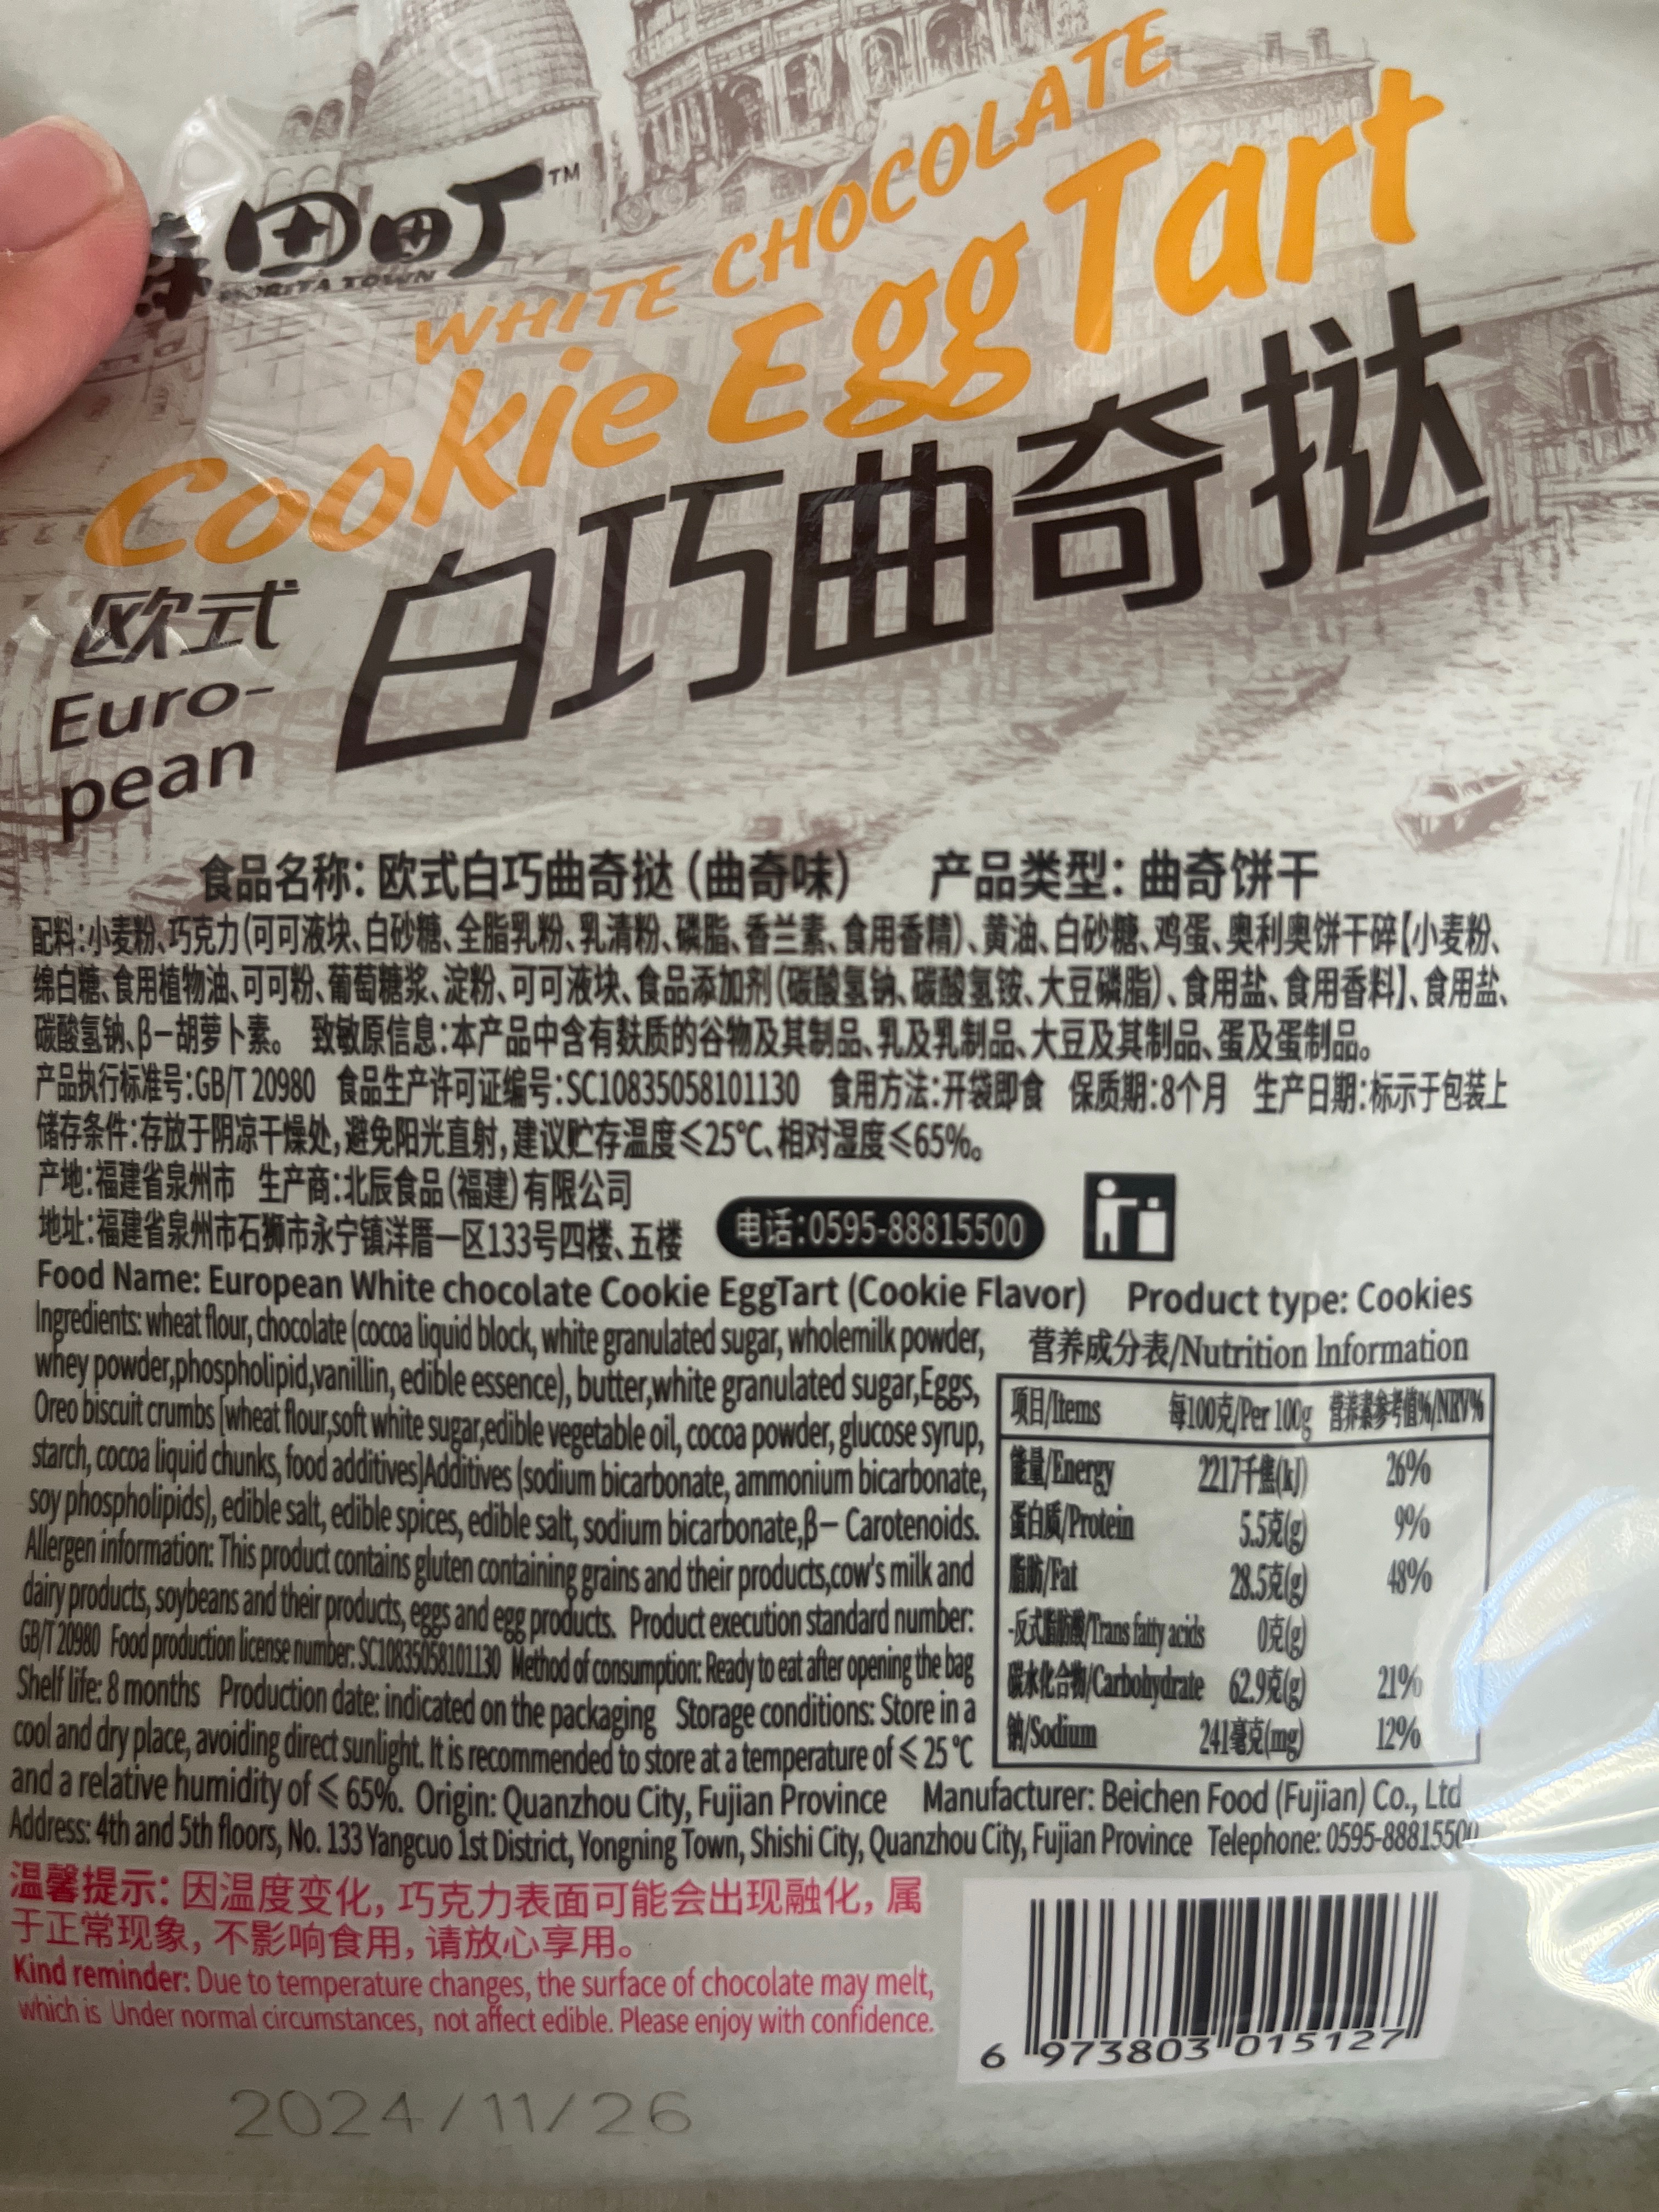 田町™
MORITA TOWN
WHITE CHOCOLATE
Cookie Egg Tart
欧式
Euro-
pean
白巧曲奇挞
食品名称：欧式白巧曲奇挞（曲奇味） 产品类型：曲奇饼干
配料：小麦粉、巧克力（可可液块、白砂糖、全脂乳粉、乳清粉、磷脂、香兰素、食用香精）、黄油、白砂糖、鸡蛋、奥利奥饼干碎【小麦粉、
绵白糖、食用植物油、可可粉、葡萄糖浆、淀粉、可可液块、食品添加剂（碳酸氢钠、碳酸氢铵、大豆磷脂）、食用盐、食用香料】、食用盐、
碳酸氢钠、β－胡萝卜素。 致敏原信息：本产品中含有麸质的谷物及其制品、乳及乳制品、大豆及其制品、蛋及蛋制品。
产品执行标准号：GB/T 20980 食品生产许可证编号：SC10835058101130 食用方法：开袋即食 保质期：8个月 生产日期：标示于包装上
储存条件：存放于阴凉干燥处，避免阳光直射，建议贮存温度≤25℃、相对湿度≤65%。
产地：福建省泉州市 生产商：北辰食品（福建）有限公司
地址：福建省泉州市石狮市永宁镇洋厝一区133号四楼、五楼
电话：0595-88815500
Food Name: European White chocolate Cookie EggTart (Cookie Flavor) Product type: Cookies
Ingredients: wheat flour, chocolate (cocoa liquid block, white granulated sugar, wholemilk powder,
whey powder,phospholipid,vanillin, edible essence), butter,white granulated sugar,Eggs,
Oreo biscuit crumbs [wheat flour,soft white sugar,edible vegetable oil, cocoa powder, glucose syrup,
starch, cocoa liquid chunks, food additives]Additives (sodium bicarbonate, ammonium bicarbonate,
soy phospholipids), edible salt, edible spices, edible salt, sodium bicarbonate,β－ Carotenoids.
Allergen information: This product contains gluten containing grains and their products,cow's milk and
dairy products, soybeans and their products, eggs and egg products. Product execution standard number:
GB/T 20980 Food production license number: SC10835058101130 Method of consumption: Ready to eat after opening the bag
Shelf life: 8 months Production date: indicated on the packaging Storage conditions: Store in a
cool and dry place, avoiding direct sunlight. It is recommended to store at a temperature of ≤ 25 ℃
and a relative humidity of ≤ 65%. Origin: Quanzhou City, Fujian Province Manufacturer: Beichen Food (Fujian) Co., Ltd
Address: 4th and 5th floors, No. 133 Yangcuo 1st District, Yongning Town, Shishi City, Quanzhou City, Fujian Province Telephone: 0595-88815500
营养成分表/Nutrition Information
项目/Items 每100克/Per 100g 营养素参考值%/NRV%
能量/Energy 2217千焦(kJ) 26%
蛋白质/Protein 5.5克(g) 9%
脂肪/Fat 28.5克(g) 48%
-反式脂肪酸/Trans fatty acids 0克(g)
碳水化合物/Carbohydrate 62.9克(g) 21%
钠/Sodium 241毫克(mg) 12%
温馨提示：因温度变化，巧克力表面可能会出现融化，属
于正常现象，不影响食用，请放心享用。
Kind reminder: Due to temperature changes, the surface of chocolate may melt,
which is Under normal circumstances, not affect edible. Please enjoy with confidence.
6 973803 015127
2024/11/26